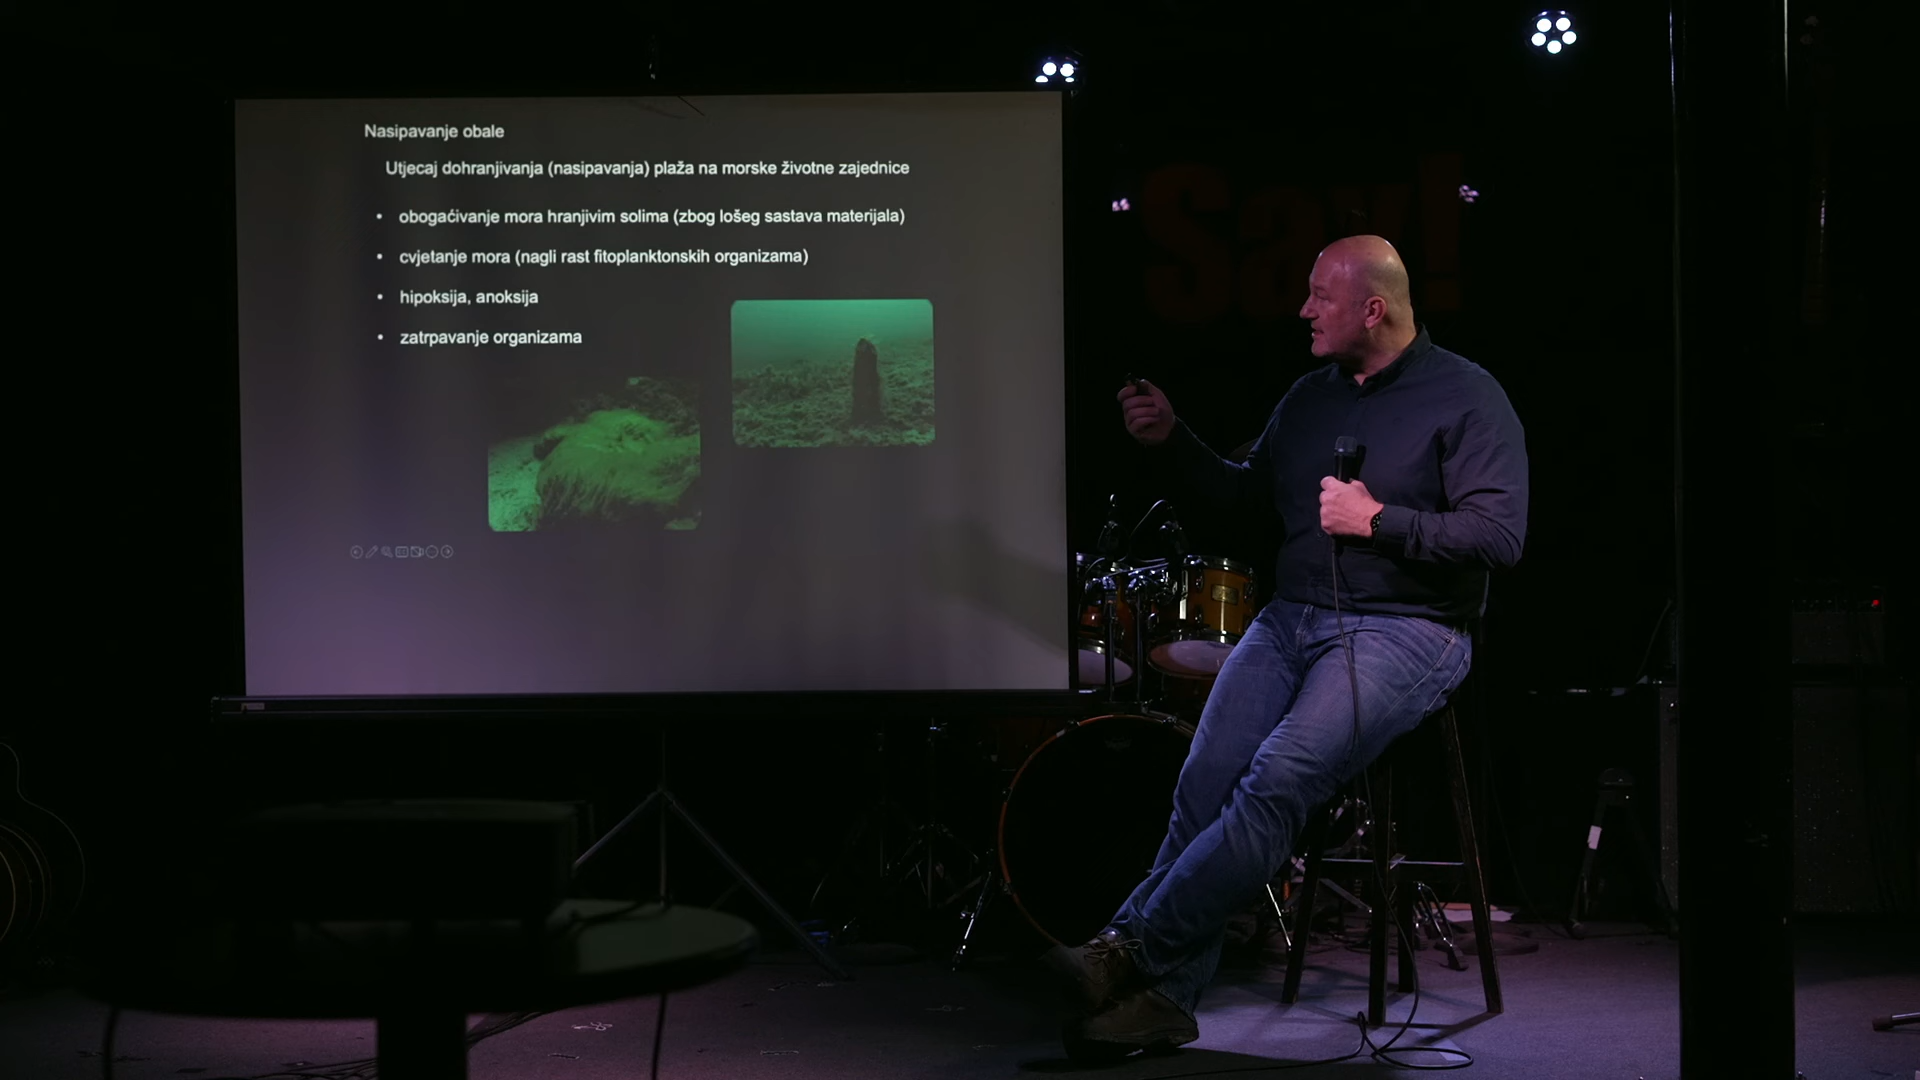 Nasipavanje obale
Utjecaj dohranjivanja (nasipavanja) plaža na morske životne zajednice
• obogaćivanje mora hranjivim solima (zbog lošeg sastava materijala)
• cvjetanje mora (nagli rast fitoplanktonskih organizama)
• hipoksija, anoksija
• zatrpavanje organizama
Sax!